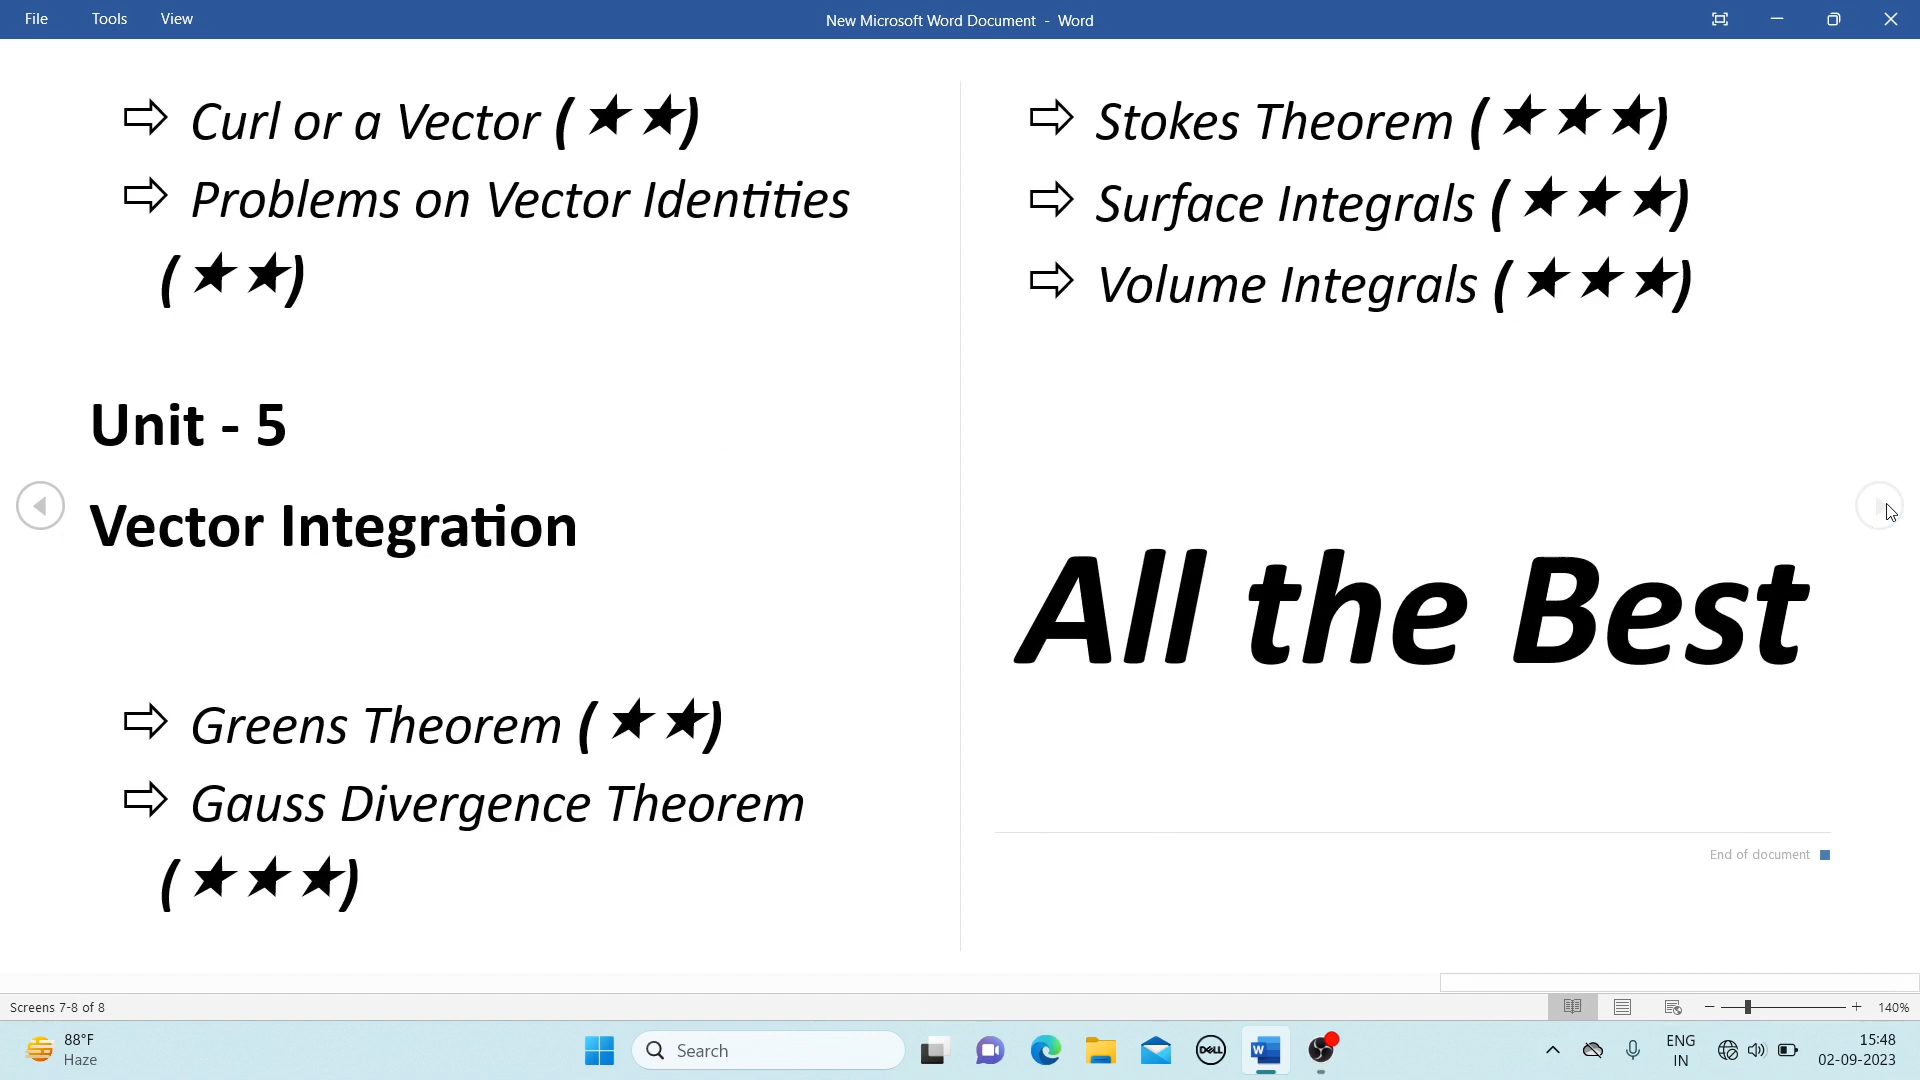 File Tools View
New Microsoft Word Document - Word
⇨ Curl or a Vector (★★)
⇨ Problems on Vector Identities
(★★)
Unit - 5
Vector Integration
⇨ Greens Theorem (★★)
⇨ Gauss Divergence Theorem
(★★★)
⇨ Stokes Theorem (★★★)
⇨ Surface Integrals (★★★)
⇨ Volume Integrals (★★★)
All the Best
End of document
Screens 7-8 of 8
140%
88°F
Haze
Search
DELL
W
ENG
IN
15:48
02-09-2023